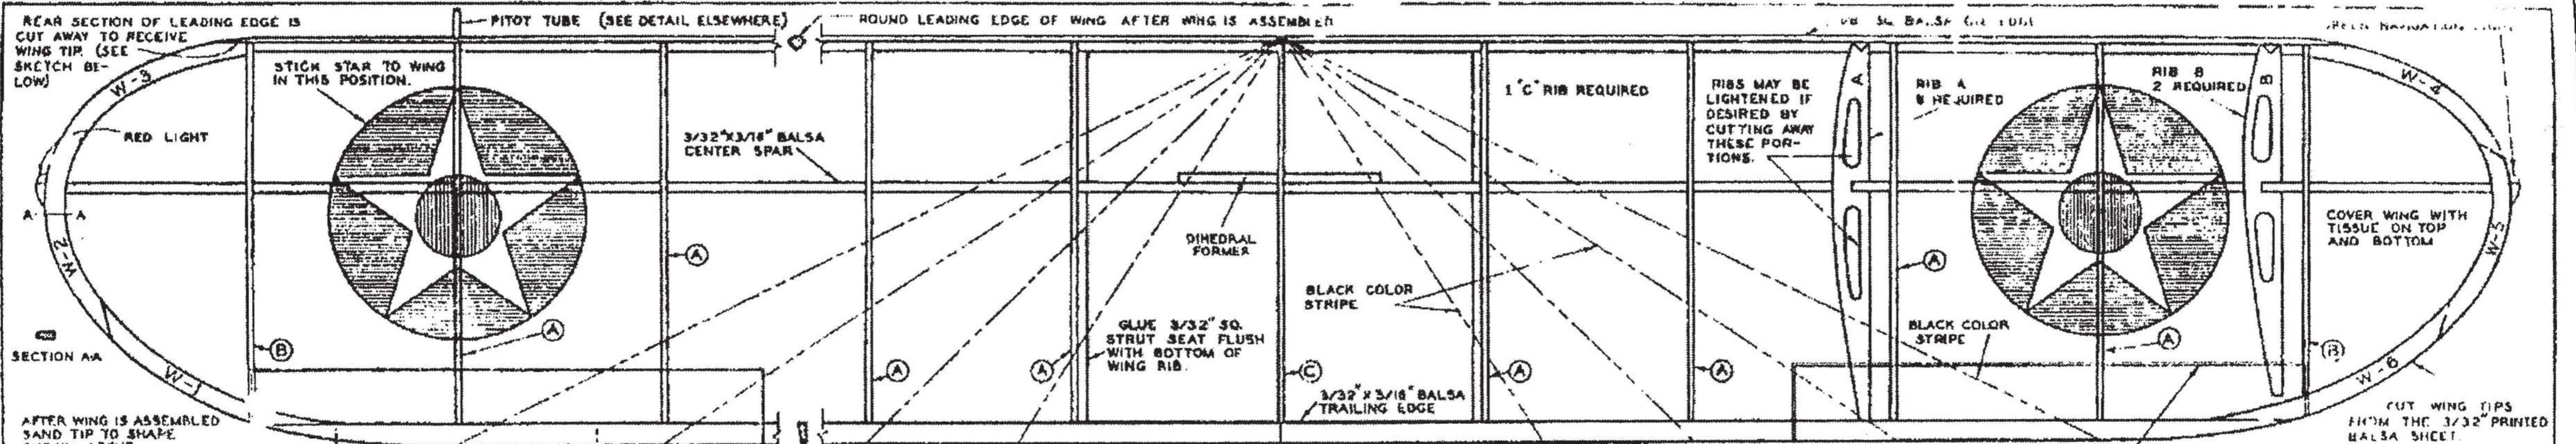 REAR SECTION OF LEADING EDGE IS
CUT AWAY TO RECEIVE
WING TIP. (SEE
SKETCH BE-
LOW)
PITOT TUBE (SEE DETAIL ELSEWHERE)
ROUND LEADING EDGE OF WING AFTER WING IS ASSEMBLED
SQ BALSA
W-3
STICK STAR TO WING
IN THIS POSITION.
RED LIGHT
3/32"X3/16" BALSA
CENTER SPAR
1 "C" RIB REQUIRED
RIBS MAY BE
LIGHTENED IF
DESIRED BY
CUTTING AWAY
THESE POR-
TIONS.
A
RIB A
REQUIRED
RIB B
2 REQUIRED
B
W-4
A
A
W-2
A
DIHEDRAL
FORMER
BLACK COLOR
STRIPE
A
COVER WING WITH
TISSUE ON TOP
AND BOTTOM
W-5
SECTION AA
B
A
GLUE 3/32" SQ.
STRUT SEAT FLUSH
WITH BOTTOM OF
WING RIB.
BLACK COLOR
STRIPE
A
B
W-1
A
A
C
A
A
W-6
3/32" X 3/16" BALSA
TRAILING EDGE
AFTER WING IS ASSEMBLED
SAND TIP TO SHAPE
CUT WING TIPS
FROM THE 3/32" PRINTED
BALSA SHEET.